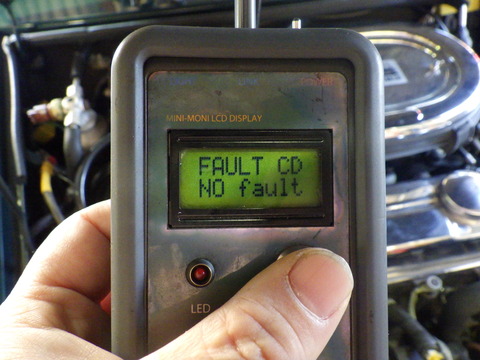 MINI-MONI LCD DISPLAY
FAULT CD
NO fault
LED